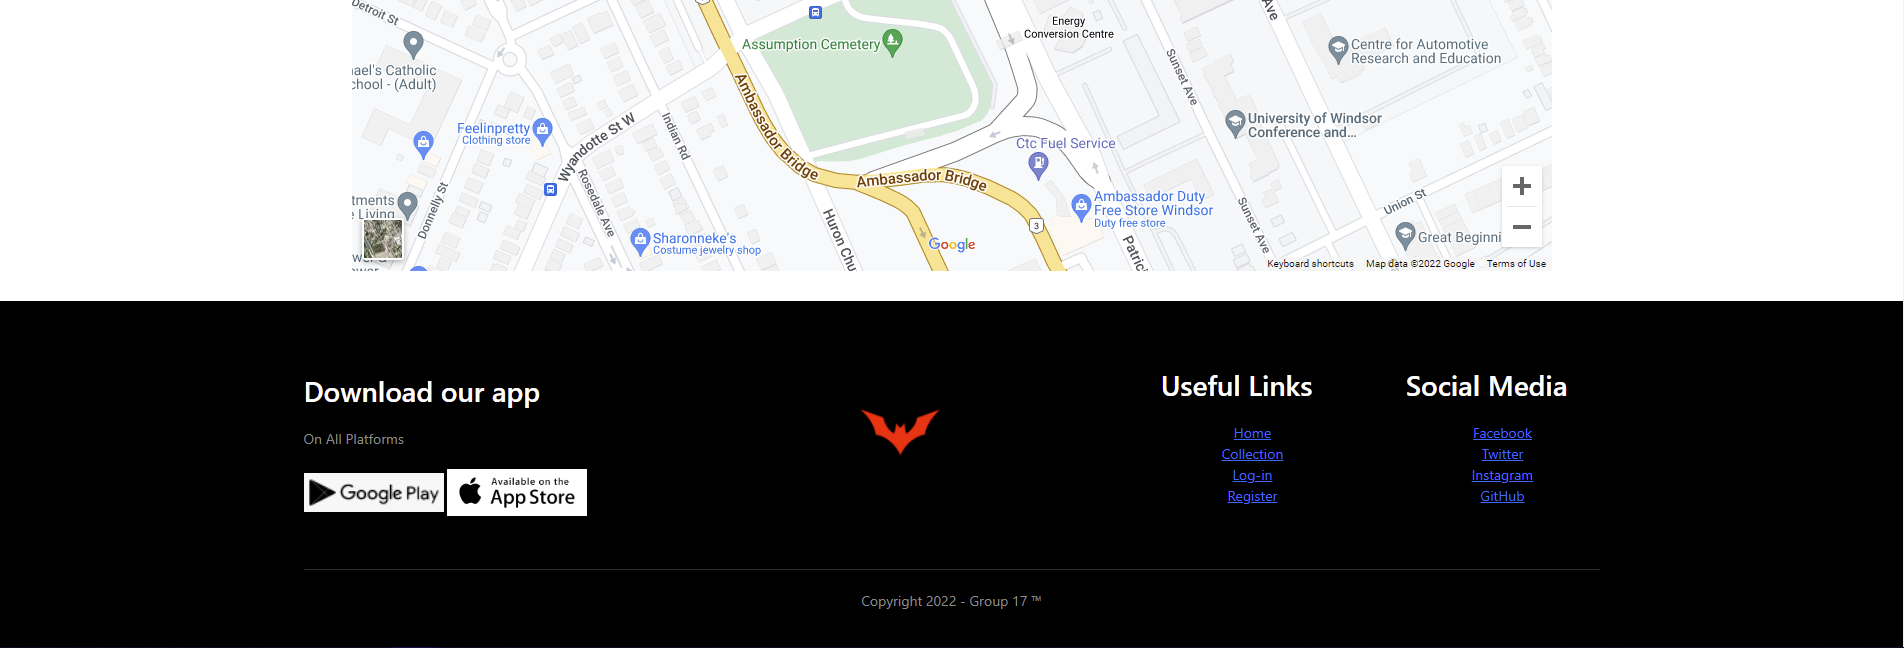 Detroit St
Energy
Conversion Centre
Ave
Assumption Cemetery
Centre for Automotive
Research and Education
ael's Catholic
chool - (Adult)
Sunset Ave
Ambassador Bridge
Feelinpretty
Clothing store
Wyandotte St W
Indian Rd
University of Windsor
Conference and...
Ctc Fuel Service
Ambassador Bridge
Rosedale Ave
Donnelly St
tments
e Living
Ambassador Duty
Free Store Windsor
Duty free store
Union St
Sunset Ave
Huron Chu
3
Sharonneke's
Costume jewelry shop
Google
Patric
Great Beginni
Keyboard shortcuts Map data ©2022 Google Terms of Use
Download our app
On All Platforms
Google Play
Available on the
App Store
Useful Links
Home
Collection
Log-in
Register
Social Media
Facebook
Twitter
Instagram
GitHub
Copyright 2022 - Group 17 ™